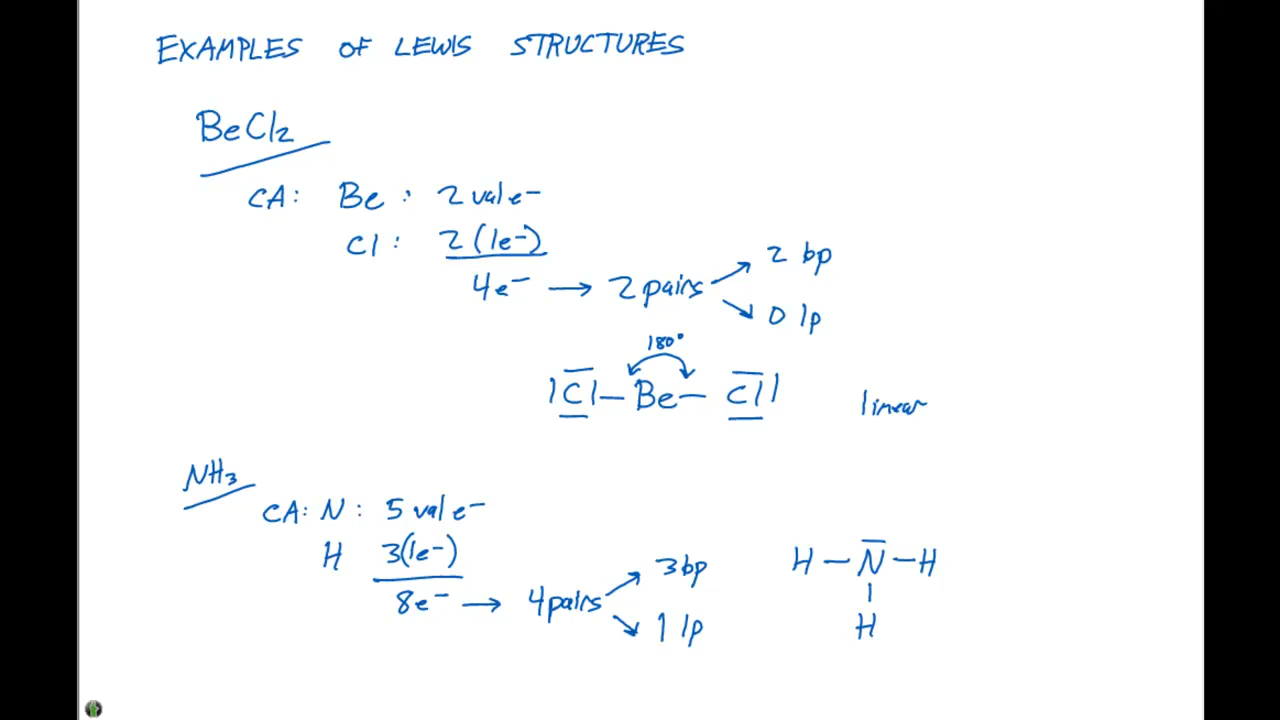 EXAMPLES OF LEWIS STRUCTURES
BeCl2
CA: Be: 2 val e-
Cl: 2(1e-)
4e- → 2 pairs
2 bp
0 lp
180°
|Cl — Be — Cl| linear
NH3
CA: N: 5 val e-
H 3(1e-)
8e- → 4 pairs
3 bp
1 lp
H — N — H
H